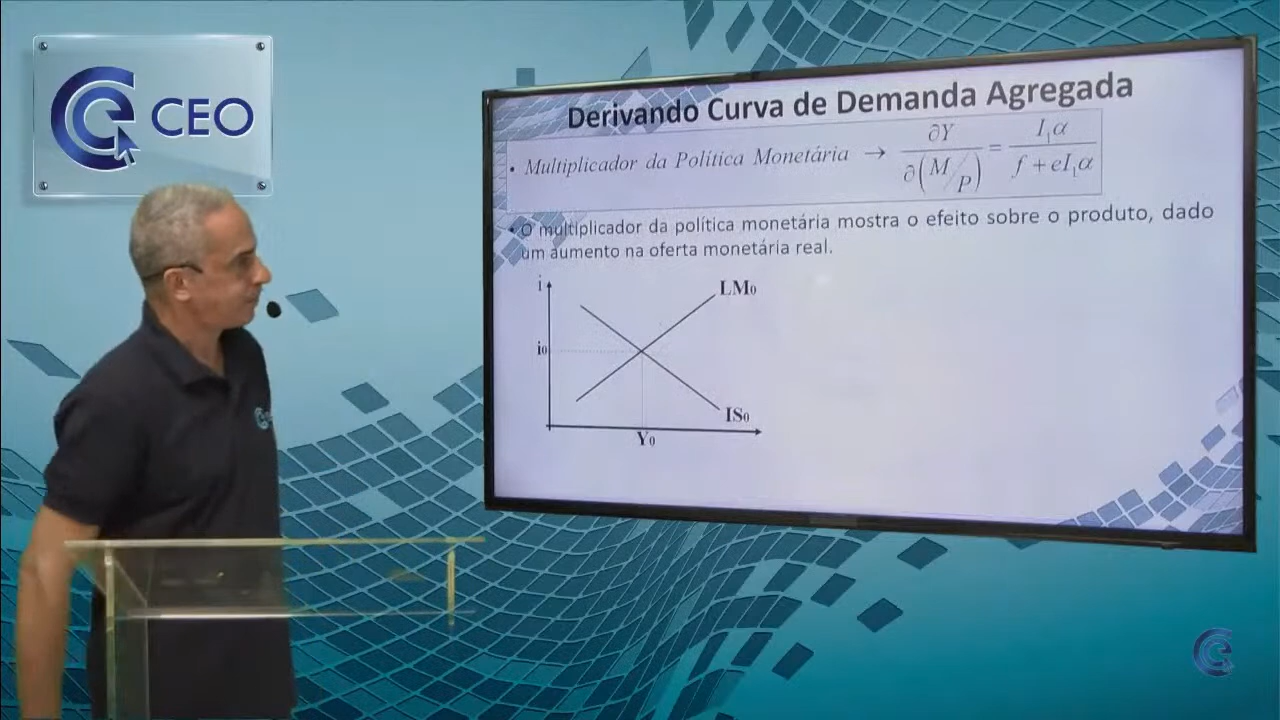 CEO
Derivando Curva de Demanda Agregada
• Multiplicador da Política Monetária → ∂Y/∂(M/P) = I₁α/f + eI₁α
• O multiplicador da política monetária mostra o efeito sobre o produto, dado
um aumento na oferta monetária real.
i
LM₀
i₀
IS₀
Y₀